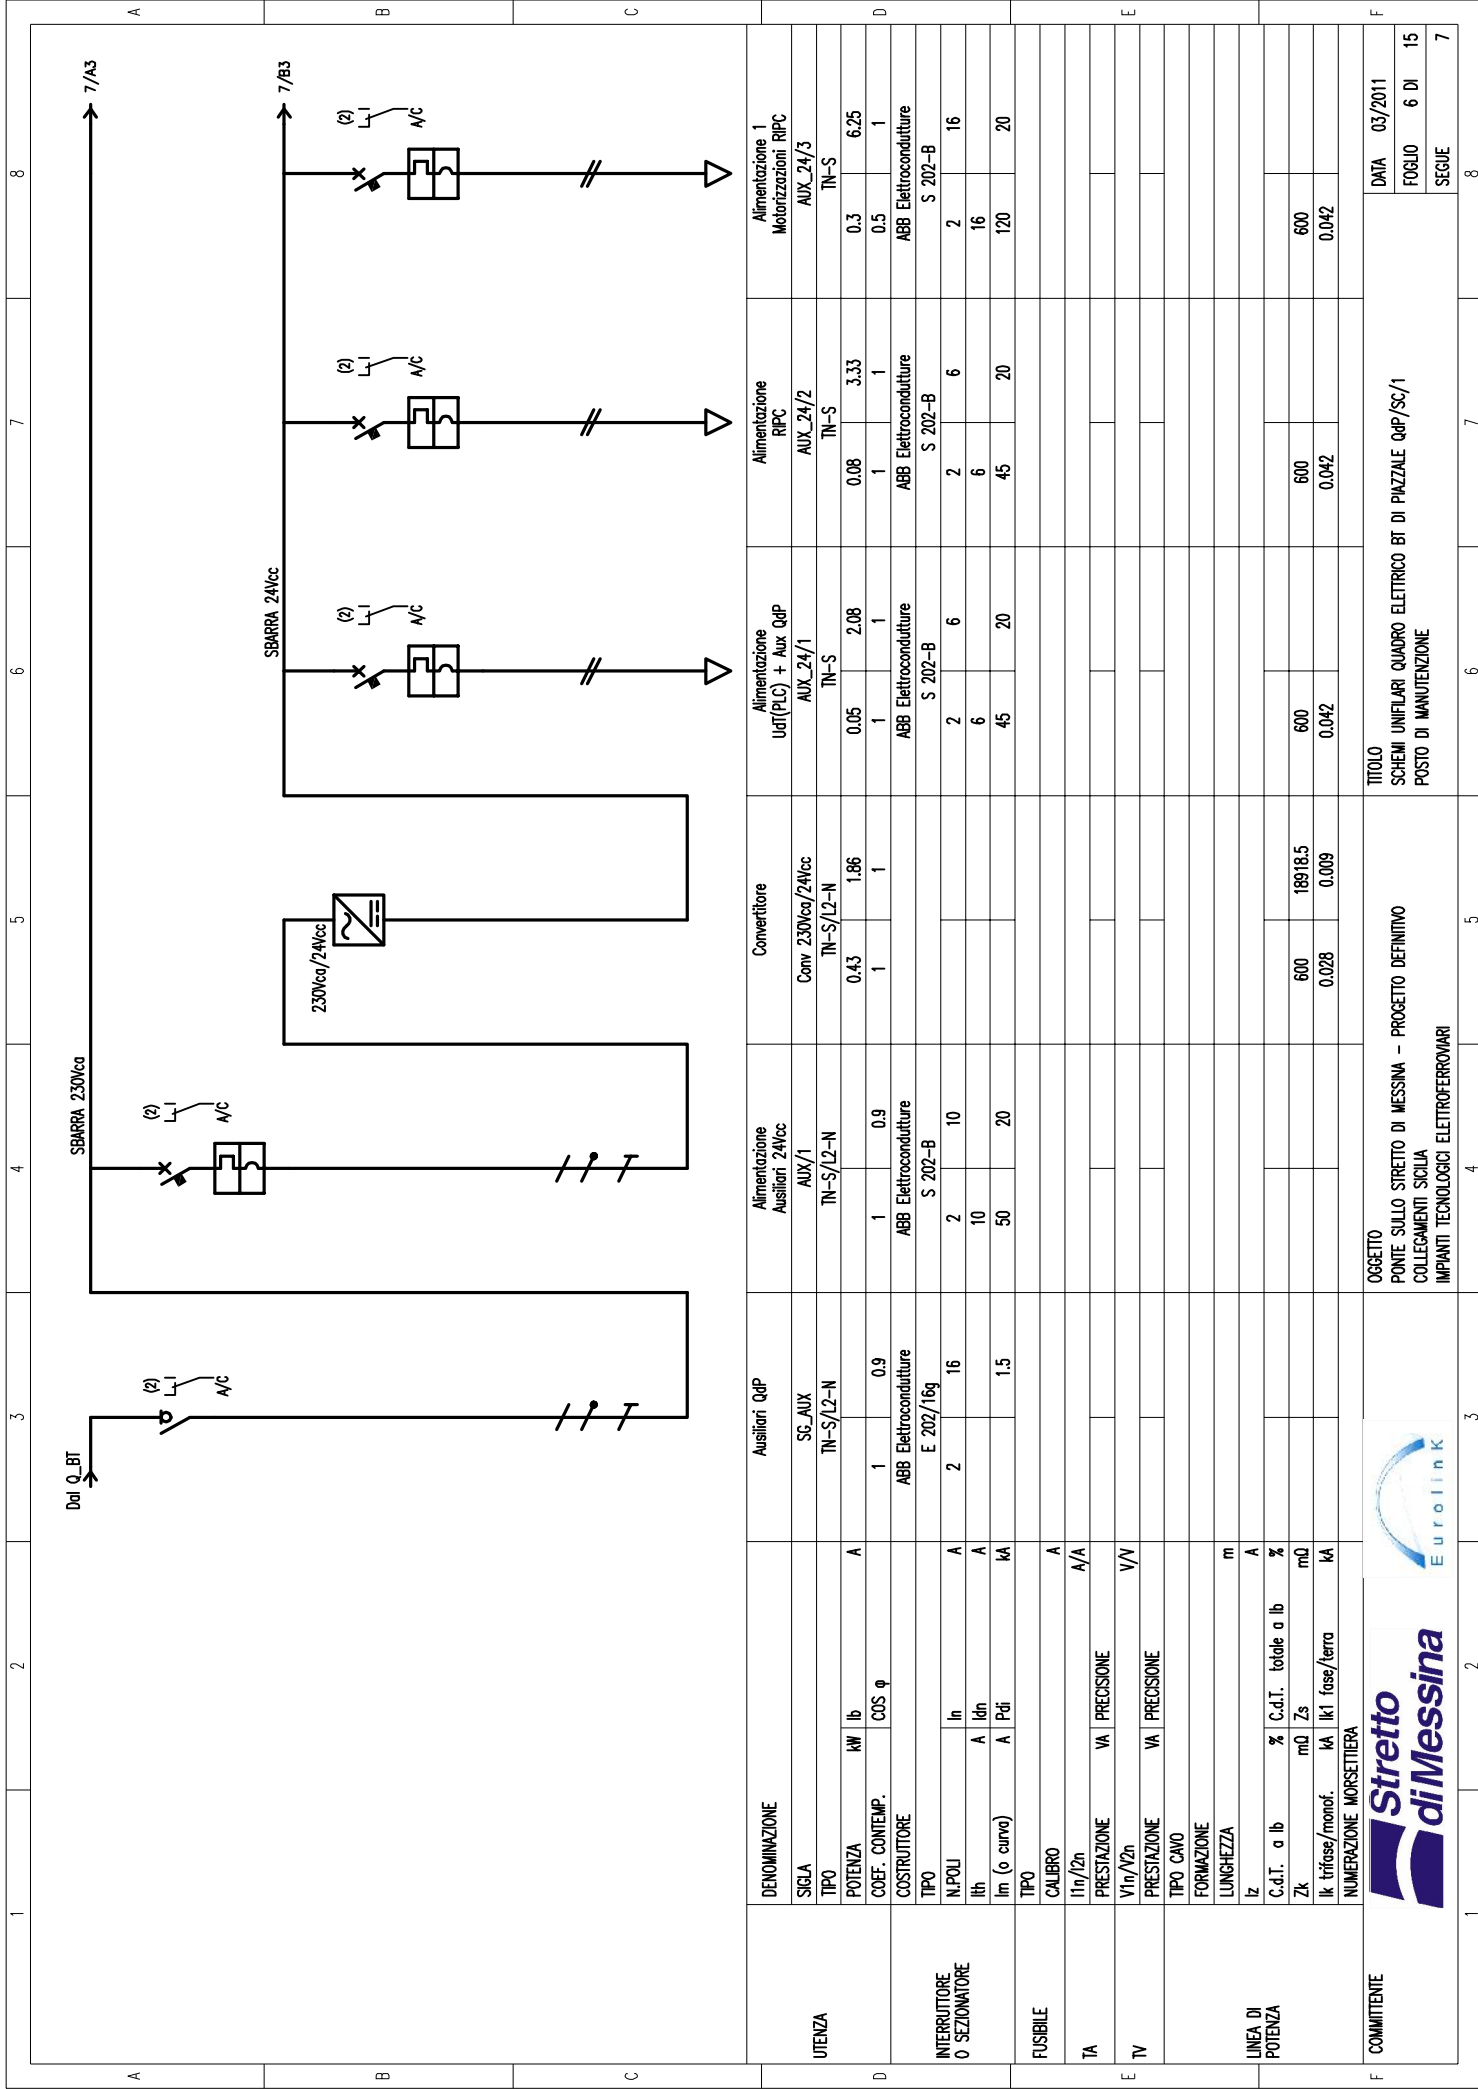 1 2 3 4 5 6 7 8
A
B
C
D
E
F
Dal Q_BT
(2)
A/C
SBARRA 230Vca
(2)
A/C
7/A3
230Vca/24Vcc
SBARRA 24Vcc
(2)
A/C
(2)
A/C
(2)
A/C
7/B3
UTENZA
DENOMINAZIONE Ausiliari QdP Alimentazione Ausiliari 24Vcc Convertitore Alimentazione UdT(PLC) + Aux QdP Alimentazione RIPC Alimentazione 1 Motorizzazioni RIPC
SIGLA SG_AUX AUX/1 Conv 230Vca/24Vcc AUX_24/1 AUX_24/2 AUX_24/3
TIPO TN-S/L2-N TN-S/L2-N TN-S/L2-N TN-S TN-S TN-S
POTENZA kW Ib A 0.43 1.86 0.05 2.08 0.08 3.33 0.3 6.25
COEF. CONTEMP. COS φ 1 0.9 1 0.9 1 1 1 1 1 1 0.5 1
INTERRUTTORE
O SEZIONATORE
COSTRUTTORE ABB Elettrocondutture ABB Elettrocondutture ABB Elettrocondutture ABB Elettrocondutture ABB Elettrocondutture
TIPO E 202/16g S 202-B S 202-B S 202-B S 202-B
N.POLI In A 2 16 2 10 2 6 2 6 2 16
Ith A Idn A 10 6 6 16
Im (o curva) A Pdi kA 1.5 50 20 45 20 45 20 120 20
FUSIBILE
TIPO
CALIBRO A
TA
I1n/I2n A/A
PRESTAZIONE VA PRECISIONE
TV
V1n/V2n V/V
PRESTAZIONE VA PRECISIONE
LINEA DI
POTENZA
TIPO CAVO
FORMAZIONE
LUNGHEZZA m
Iz A
C.d.T. a Ib % C.d.T. totale a Ib %
Zk mΩ Zs mΩ 600 18918.5 600 600 600
Ik trifase/monof. kA Ik1 fase/terra kA 0.028 0.009 0.042 0.042 0.042
NUMERAZIONE MORSETTIERA
COMMITTENTE
Stretto
di Messina
EurolinK
OGGETTO
PONTE SULLO STRETTO DI MESSINA - PROGETTO DEFINITIVO
COLLEGAMENTI SICILIA
IMPIANTI TECNOLOGICI ELETTROFERROVIARI
TITOLO
SCHEMI UNIFILARI QUADRO ELETTRICO BT DI PIAZZALE QdP/SC/1
POSTO DI MANUTENZIONE
DATA 03/2011
FOGLIO 6 DI 15
SEGUE 7
A
B
C
D
E
F
1 2 3 4 5 6 7 8